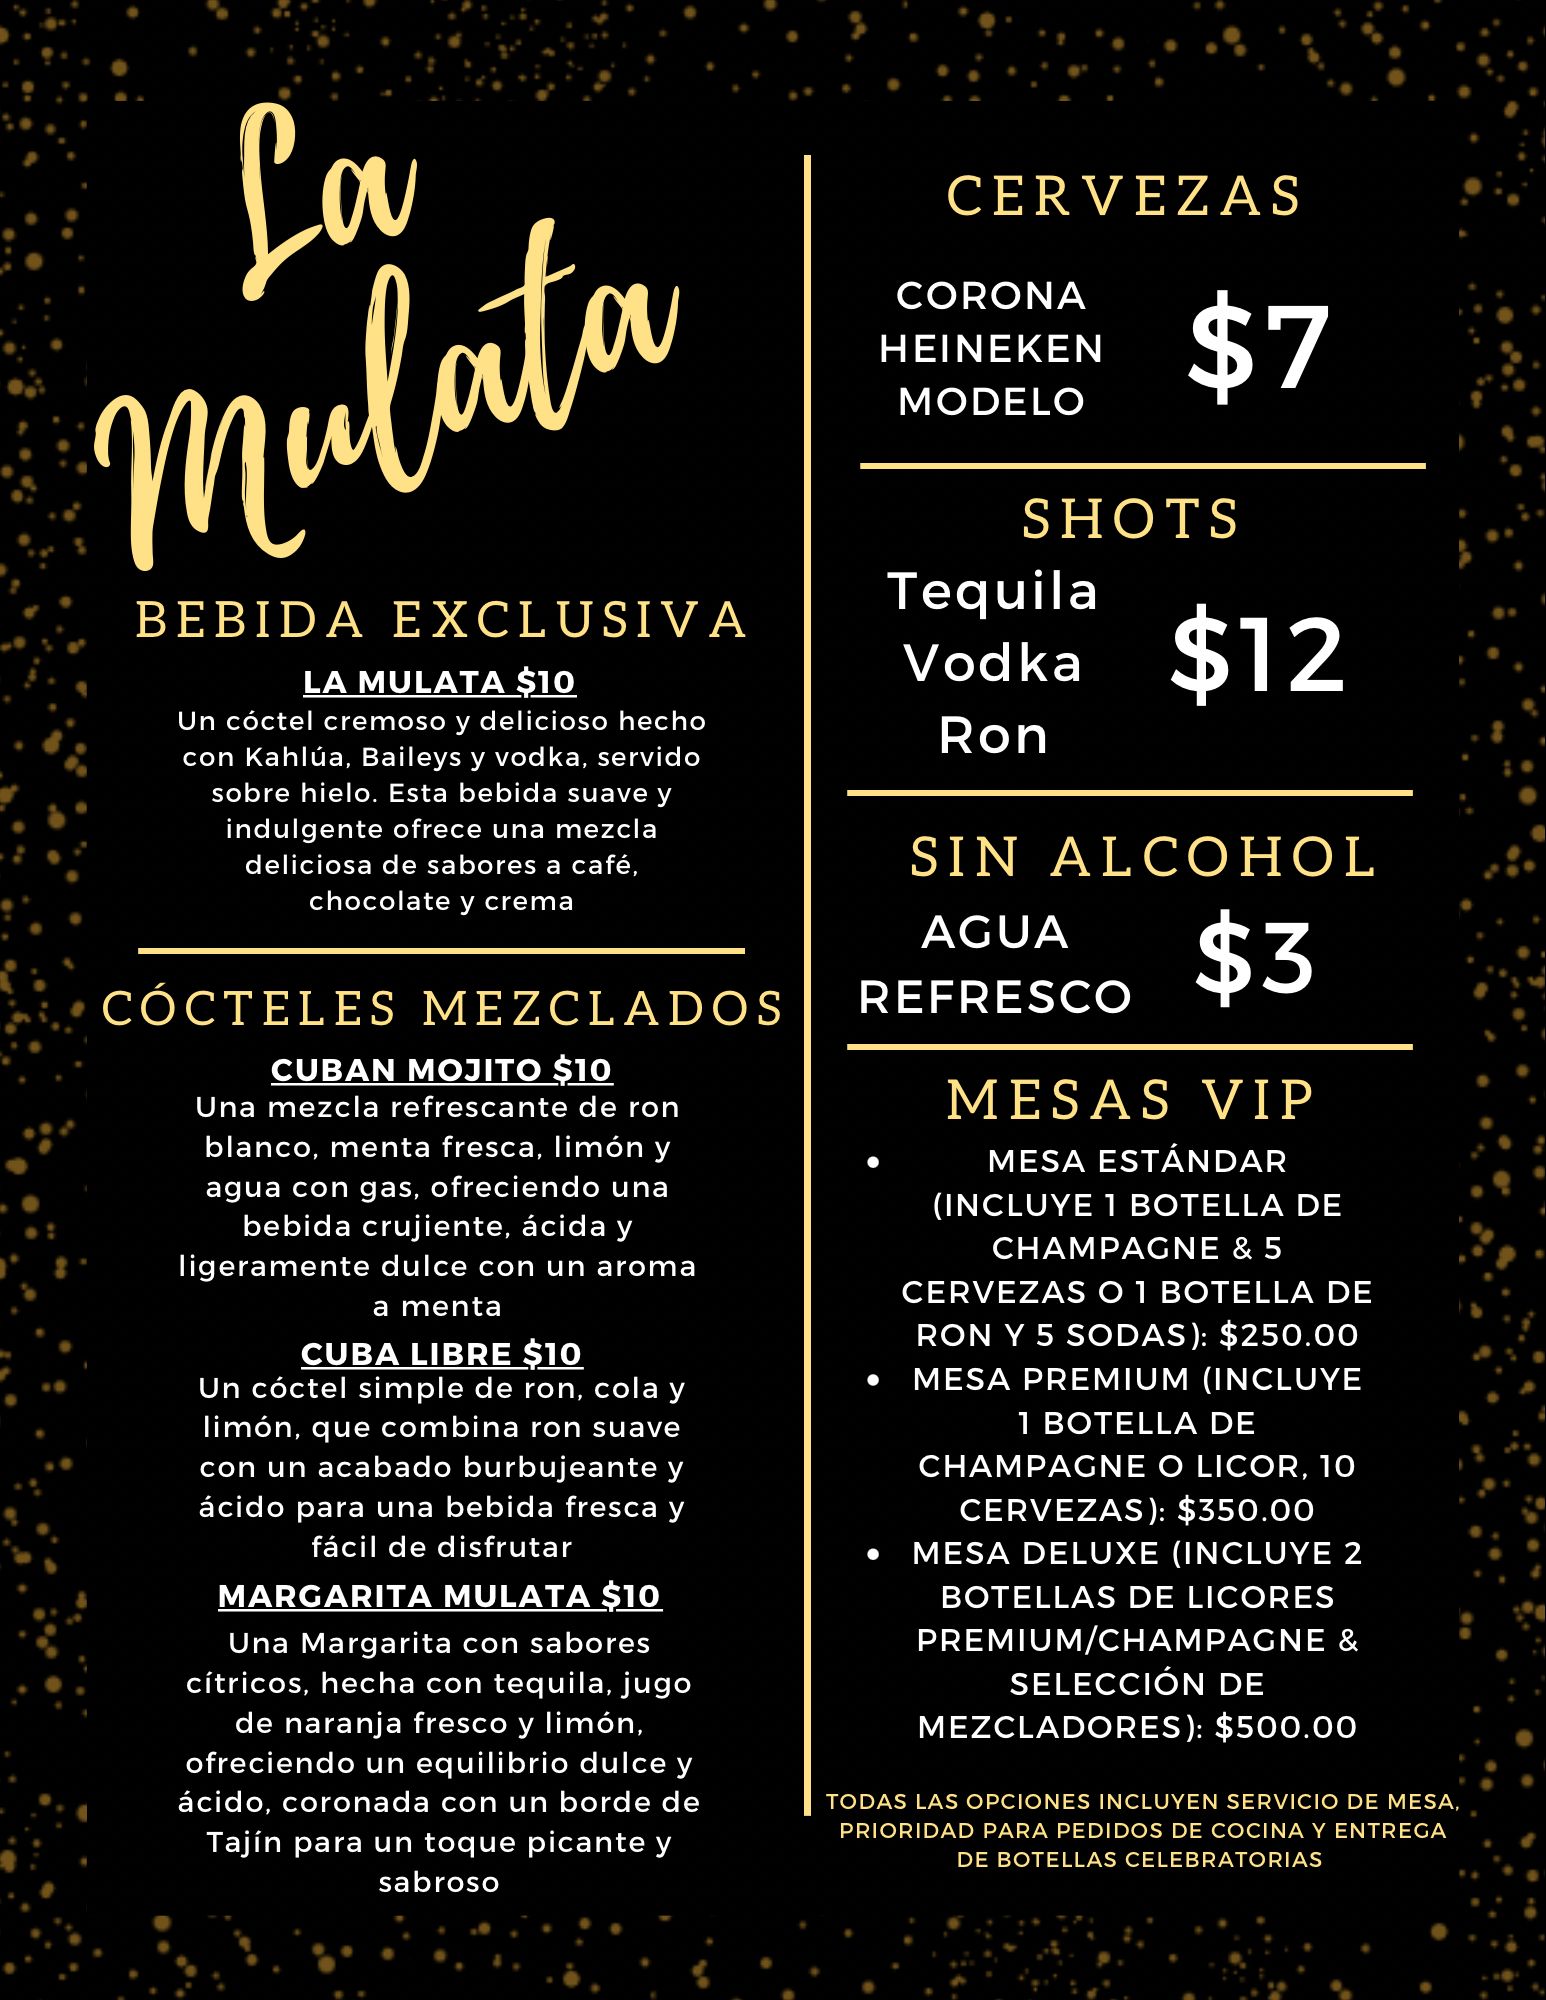 La
Mulata
BEBIDA EXCLUSIVA
LA MULATA $10
Un cóctel cremoso y delicioso hecho
con Kahlúa, Baileys y vodka, servido
sobre hielo. Esta bebida suave y
indulgente ofrece una mezcla
deliciosa de sabores a café,
chocolate y crema
CÓCTELES MEZCLADOS
CUBAN MOJITO $10
Una mezcla refrescante de ron
blanco, menta fresca, limón y
agua con gas, ofreciendo una
bebida crujiente, ácida y
ligeramente dulce con un aroma
a menta
CUBA LIBRE $10
Un cóctel simple de ron, cola y
limón, que combina ron suave
con un acabado burbujeante y
ácido para una bebida fresca y
fácil de disfrutar
MARGARITA MULATA $10
Una Margarita con sabores
cítricos, hecha con tequila, jugo
de naranja fresco y limón,
ofreciendo un equilibrio dulce y
ácido, coronada con un borde de
Tajín para un toque picante y
sabroso
CERVEZAS
CORONA
HEINEKEN
MODELO
$7
SHOTS
Tequila
Vodka
Ron
$12
SIN ALCOHOL
AGUA
REFRESCO
$3
MESAS VIP
• MESA ESTÁNDAR
(INCLUYE 1 BOTELLA DE
CHAMPAGNE & 5
CERVEZAS O 1 BOTELLA DE
RON Y 5 SODAS): $250.00
• MESA PREMIUM (INCLUYE
1 BOTELLA DE
CHAMPAGNE O LICOR, 10
CERVEZAS): $350.00
• MESA DELUXE (INCLUYE 2
BOTELLAS DE LICORES
PREMIUM/CHAMPAGNE &
SELECCIÓN DE
MEZCLADORES): $500.00
TODAS LAS OPCIONES INCLUYEN SERVICIO DE MESA,
PRIORIDAD PARA PEDIDOS DE COCINA Y ENTREGA
DE BOTELLAS CELEBRATORIAS